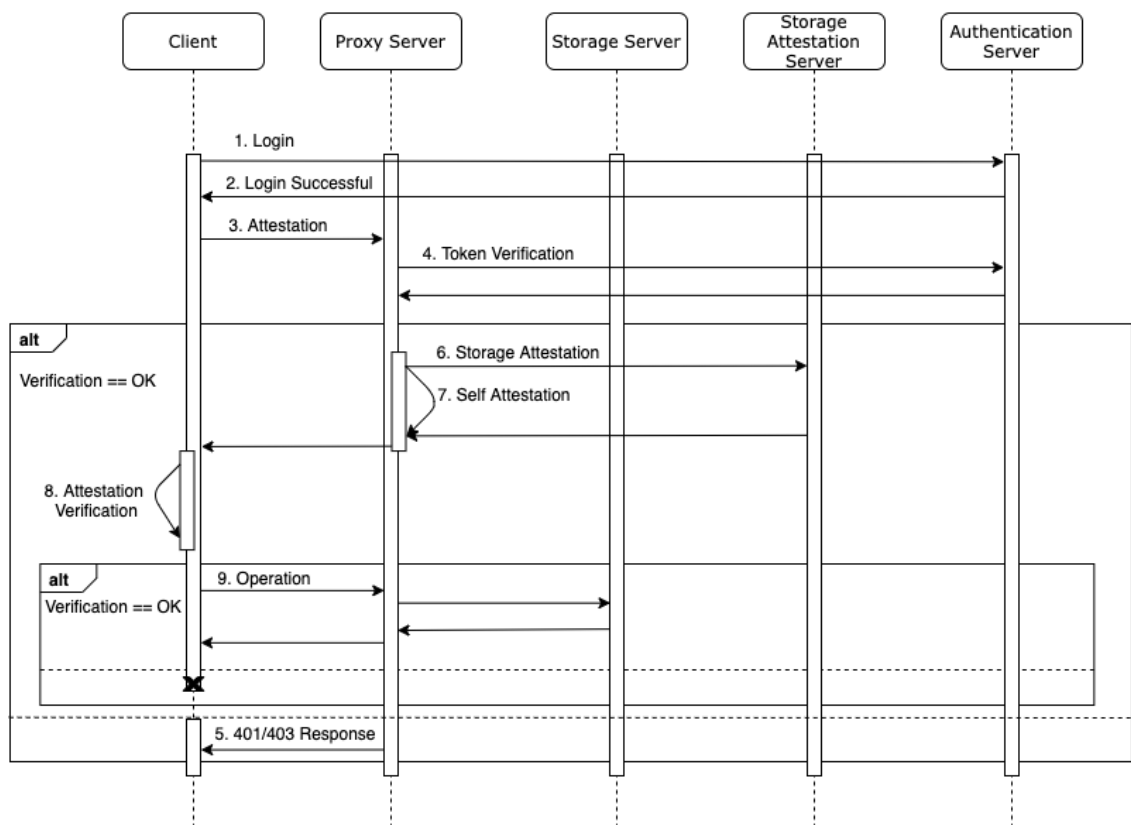 Client
Proxy Server
Storage Server
Storage
Attestation
Server
Authentication
Server
1. Login
2. Login Successful
3. Attestation
4. Token Verification
alt
Verification == OK
6. Storage Attestation
7. Self Attestation
8. Attestation
Verification
alt
Verification == OK
9. Operation
5. 401/403 Response